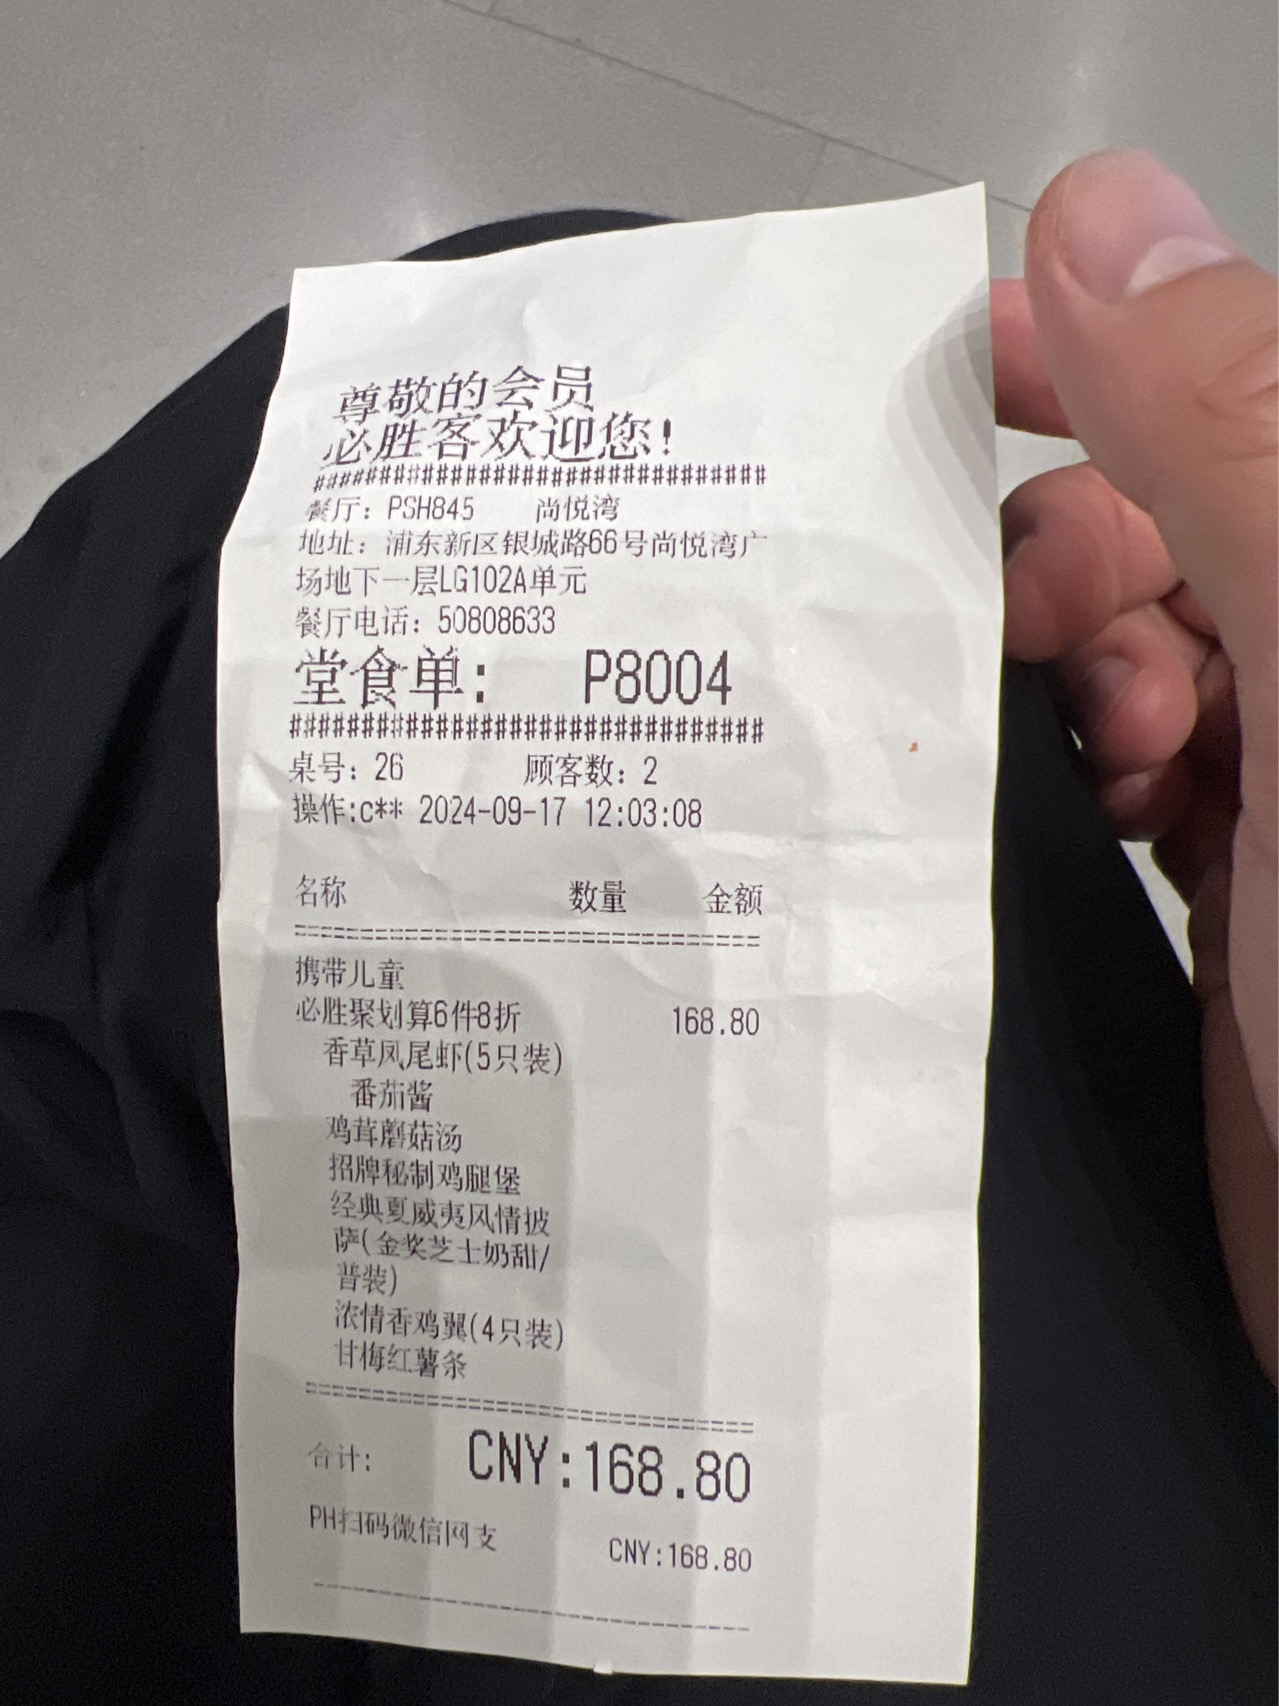 尊敬的会员
必胜客欢迎您!
#################################
餐厅: PSH845 尚悦湾
地址: 浦东新区银城路66号尚悦湾广
场地下一层LG102A单元
餐厅电话: 50808633
堂食单: P8004
#################################
桌号: 26 顾客数: 2
操作:c** 2024-09-17 12:03:08
名称 数量 金额
================================
携带儿童
必胜聚划算6件8折 168.80
香草凤尾虾(5只装)
番茄酱
鸡茸蘑菇汤
招牌秘制鸡腿堡
经典夏威夷风情披
萨(金奖芝士奶甜/
普装)
浓情香鸡翼(4只装)
甘梅红薯条
================================
合计: CNY:168.80
PH扫码微信网支 CNY:168.80
--------------------------------